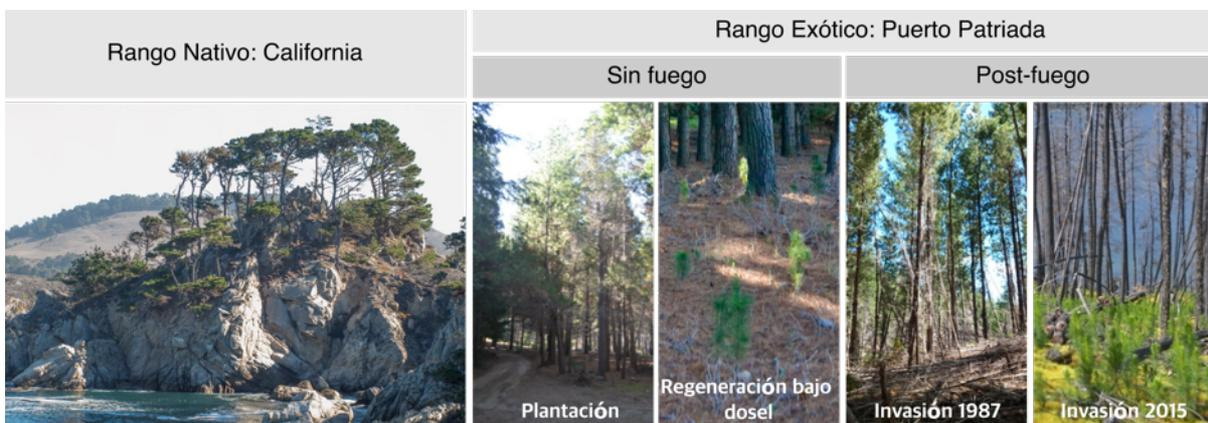 Rango Nativo: California
Rango Exótico: Puerto Patriada
Sin fuego
Post-fuego
Plantación
Regeneración bajo
dosel
Invasión 1987
Invasión 2015